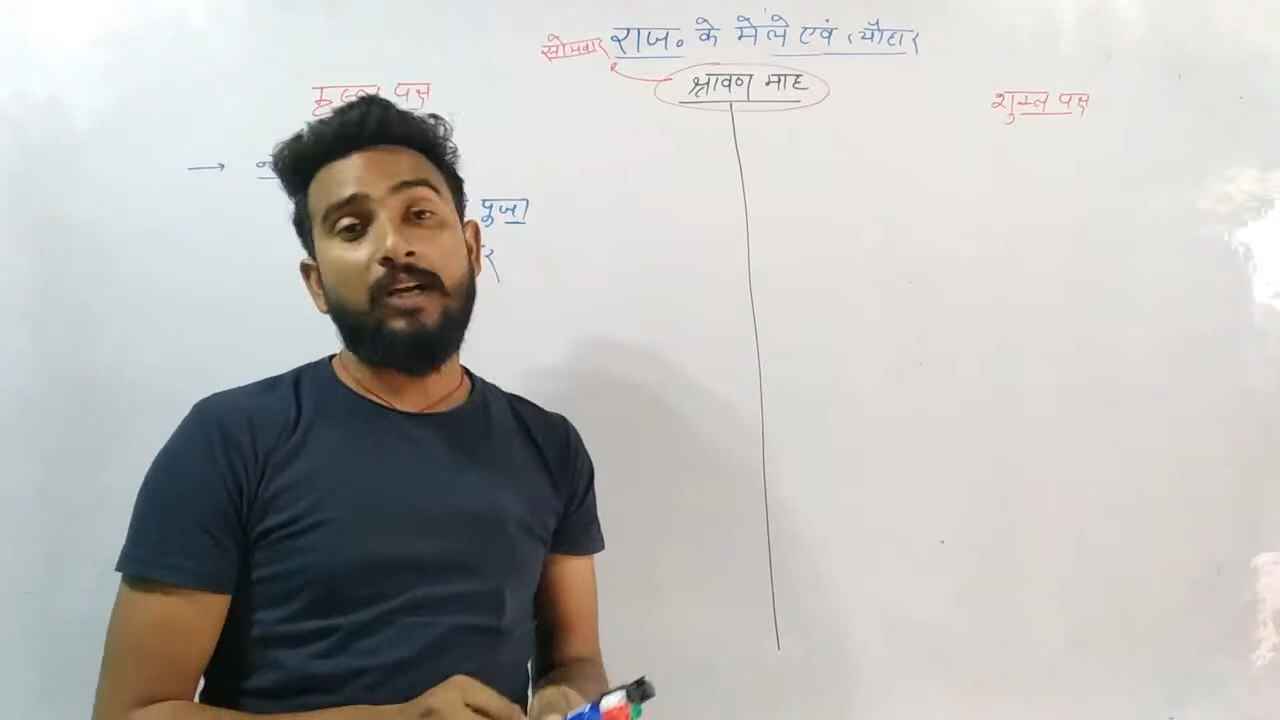 सोमवार राज. के मेले एवं त्यौहार
श्रावण माह
कृष्ण पक्ष
शुक्ल पक्ष
→
पूजा